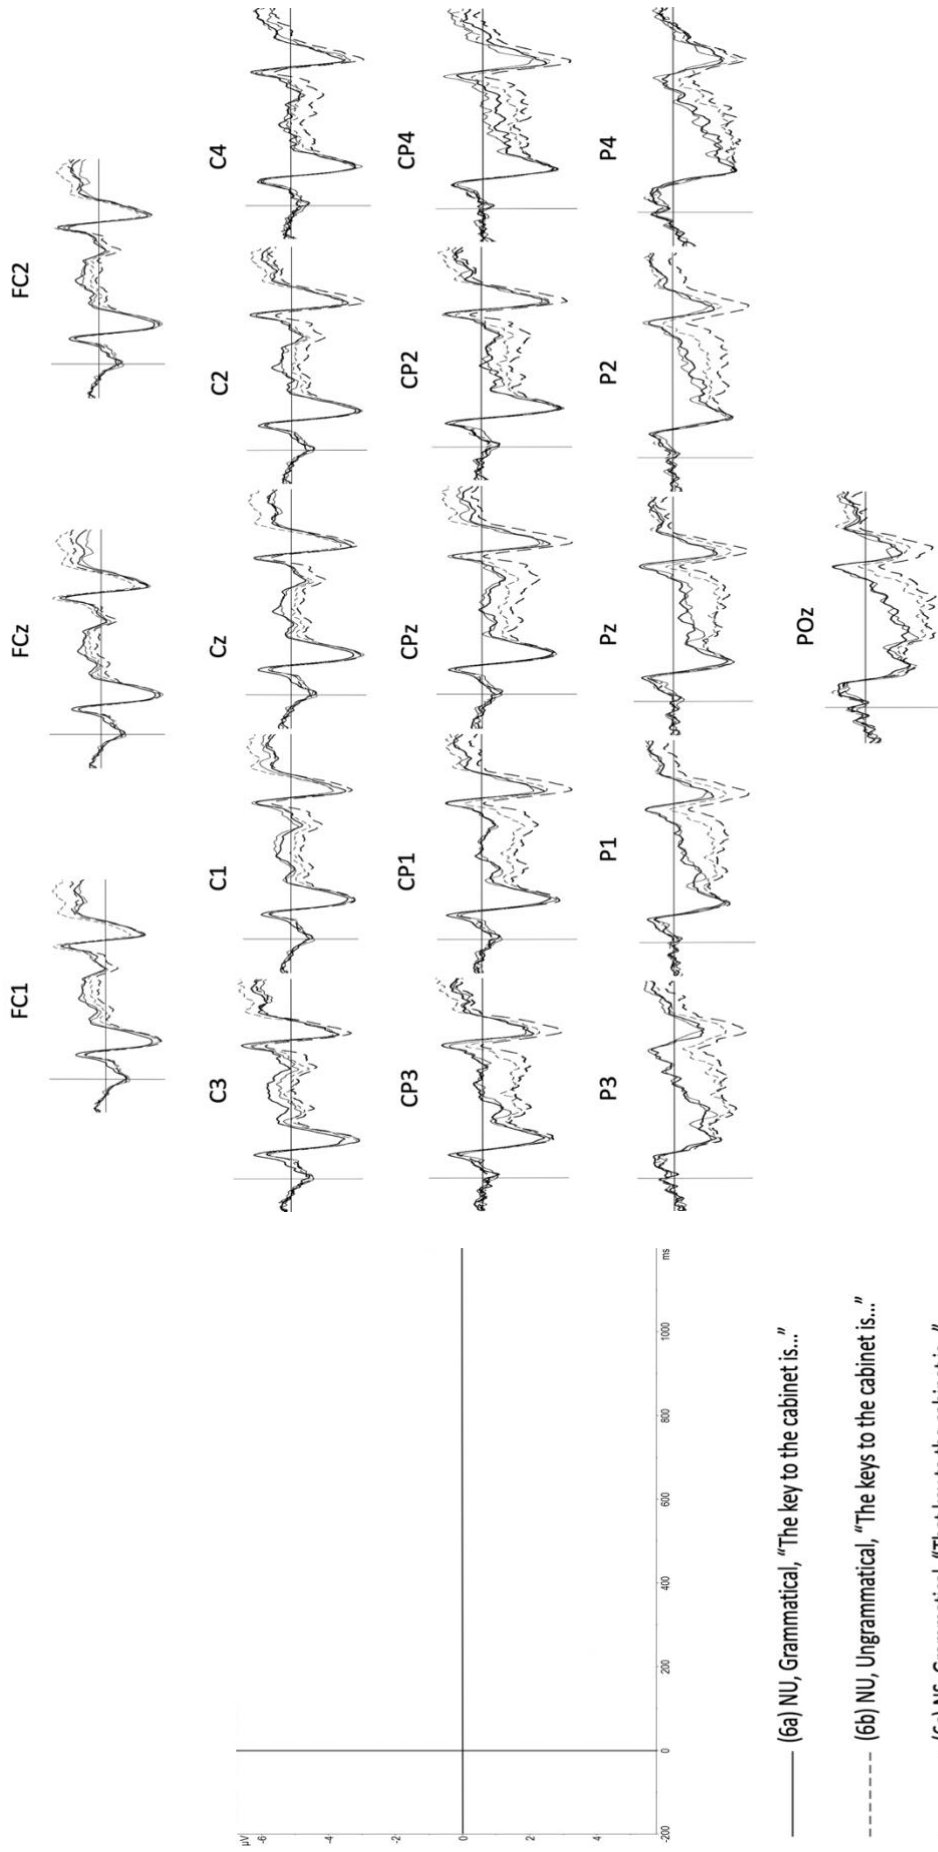 FC1 FCz FC2
C3 C1 Cz C2 C4
CP3 CP1 CPz CP2 CP4
P3 P1 Pz P2 P4
POz
µV
-6
-4
-2
0
2
4
-200 0 200 400 600 800 1000 ms
(6a) NU, Grammatical, “The key to the cabinet is...”
(6b) NU, Ungrammatical, “The keys to the cabinet is...”